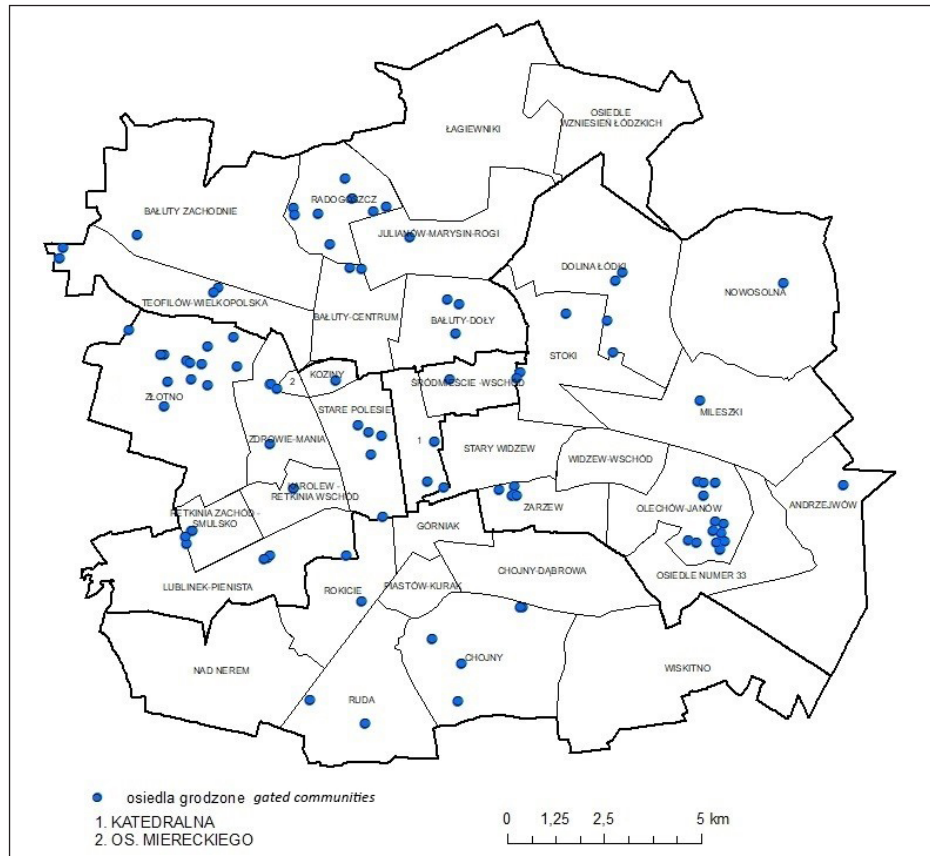 ŁAGIEWNIKI
OSIEDLE
WZNIESIEŃ ŁÓDZKICH
RADOGOSZCZ
BAŁUTY ZACHODNIE
JULIANÓW-MARYSIN-ROGI
DOLINA ŁÓDKI
NOWOSOLNA
TEOFILÓW-WIELKOPOLSKA
BAŁUTY-CENTRUM
BAŁUTY-DOŁY
STOKI
KOZINY
2
ŚRÓDMIEŚCIE -WSCHÓD
ZŁOTNO
STARE POLESIE
MILESZKI
ZDROWIE-MANIA
1
STARY WIDZEW
WIDZEW-WSCHÓD
KAROLEW -
RETKINIA WSCHÓD
ZARZEW
OLECHÓW-JANÓW
ANDRZEJWÓW
RETKINIA ZACHÓD -
SMULSKO
GÓRNIAK
CHOJNY-DĄBROWA
OSIEDLE NUMER 33
LUBLINEK-PIENISTA
ROKICIE
PIASTÓW-KURAK
NAD NEREM
CHOJNY
WISKITNO
RUDA
osiedla grodzone gated communities
1. KATEDRALNA
2. OS. MIERECKIEGO
0 1,25 2,5 5 km